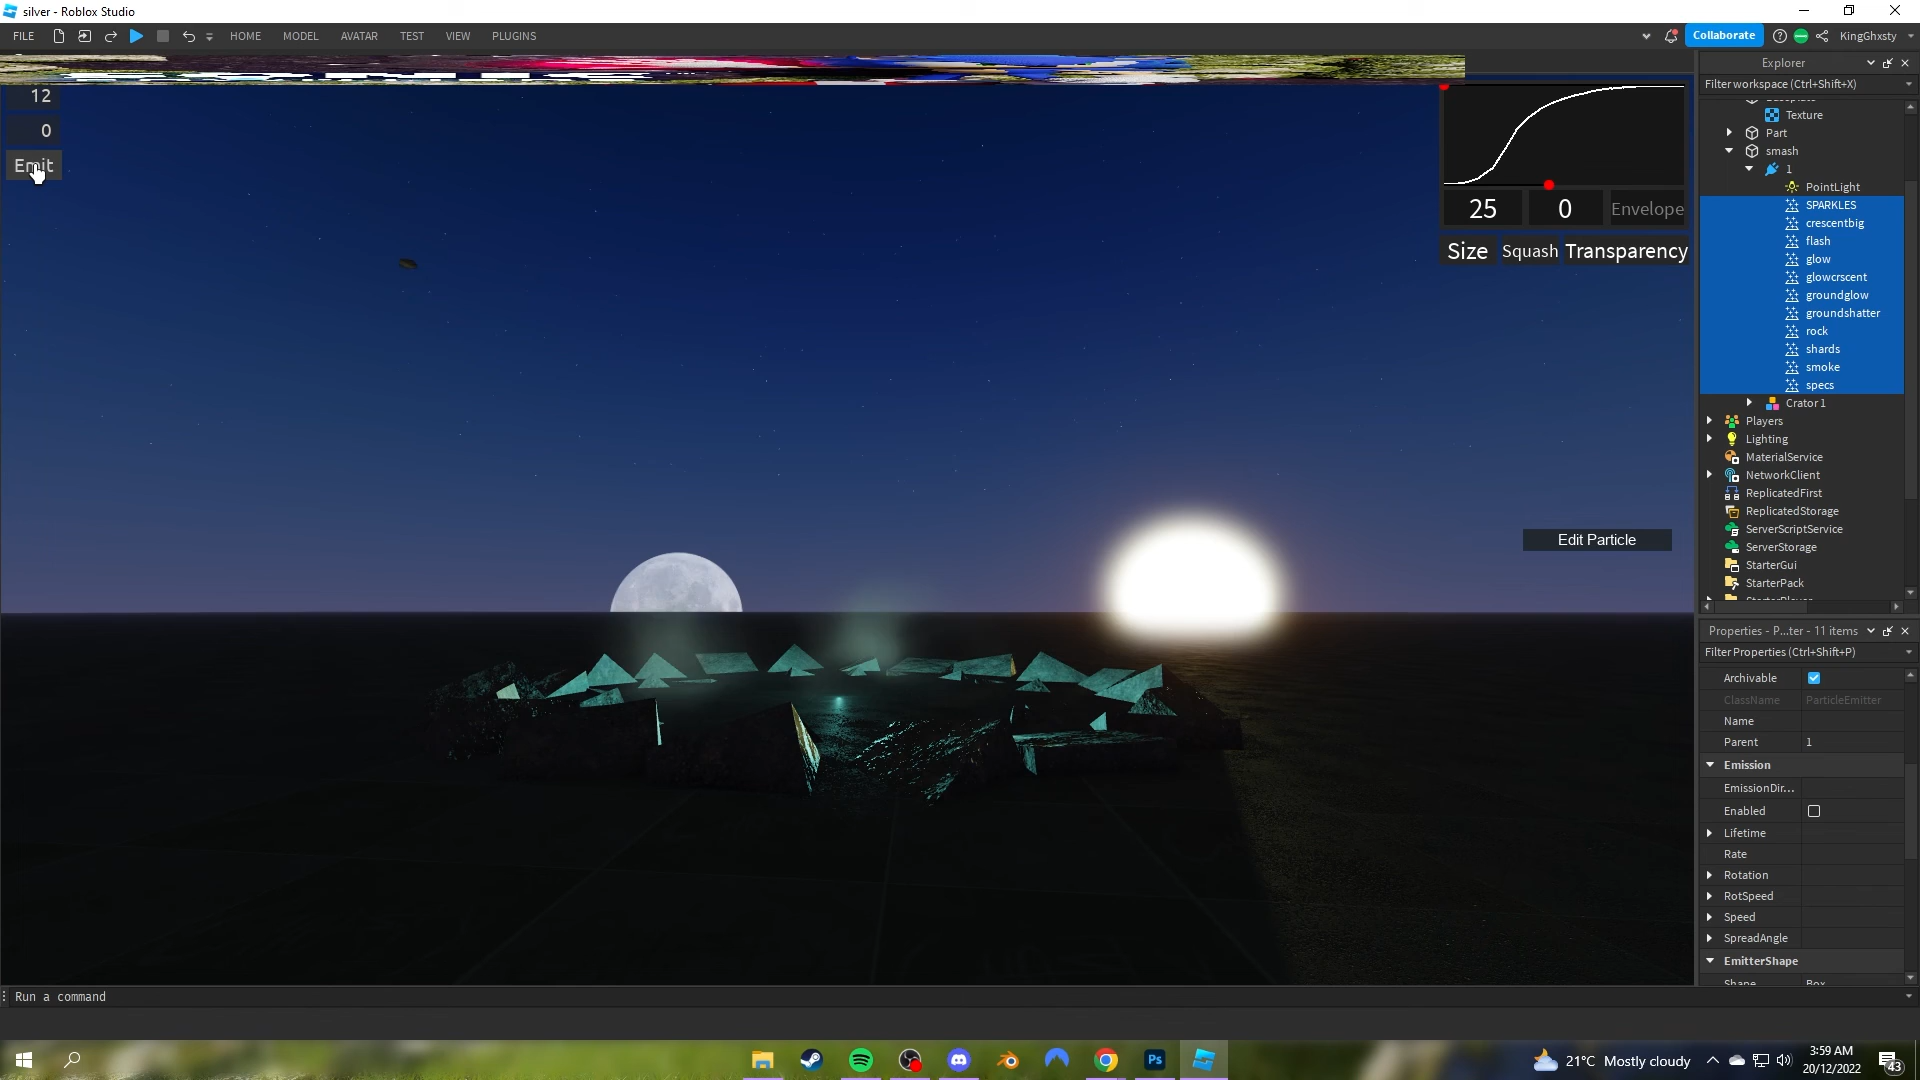 silver - Roblox Studio
FILE HOME MODEL AVATAR TEST VIEW PLUGINS Collaborate KingGhxsty
Explorer
Filter workspace (Ctrl+Shift+X)
12
0
Emit
25 0 Envelope
Size Squash Transparency
Edit Particle
Texture
Part
smash
1
PointLight
SPARKLES
crescentbig
flash
glow
glowcrscent
groundglow
groundshatter
rock
shards
smoke
specs
Crator1
Players
Lighting
MaterialService
NetworkClient
ReplicatedFirst
ReplicatedStorage
ServerScriptService
ServerStorage
StarterGui
StarterPack
StarterPlayer
Properties - P...ter - 11 items
Filter Properties (Ctrl+Shift+P)
Archivable
ClassName ParticleEmitter
Name
Parent 1
Emission
EmissionDir...
Enabled
Lifetime
Rate
Rotation
RotSpeed
Speed
SpreadAngle
EmitterShape
Shape Box
Run a command
21°C Mostly cloudy
3:59 AM
20/12/2022
43
Ps